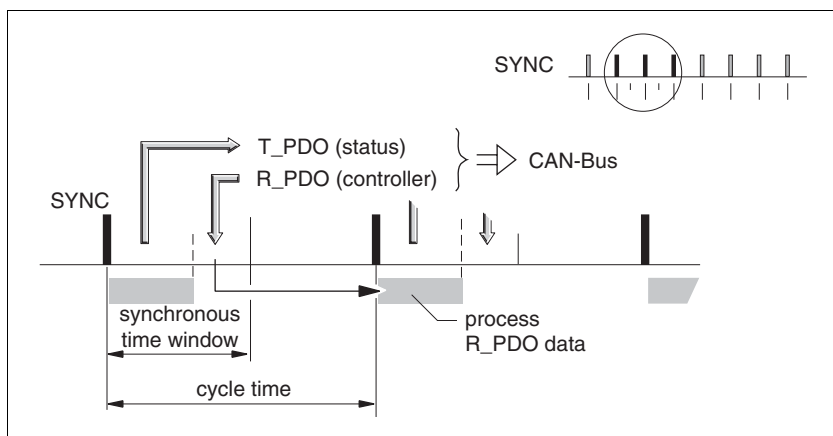 SYNC
T_PDO (status)
R_PDO (controller)
CAN-Bus
SYNC
synchronous
time window
process
R_PDO data
cycle time